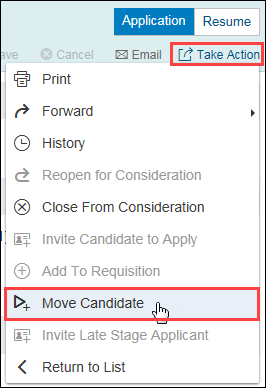 Application Resume
Cancel Email Take Action
Print
Forward
History
Reopen for Consideration
Close From Consideration
Invite Candidate to Apply
Add To Requisition
Move Candidate
Invite Late Stage Applicant
Return to List